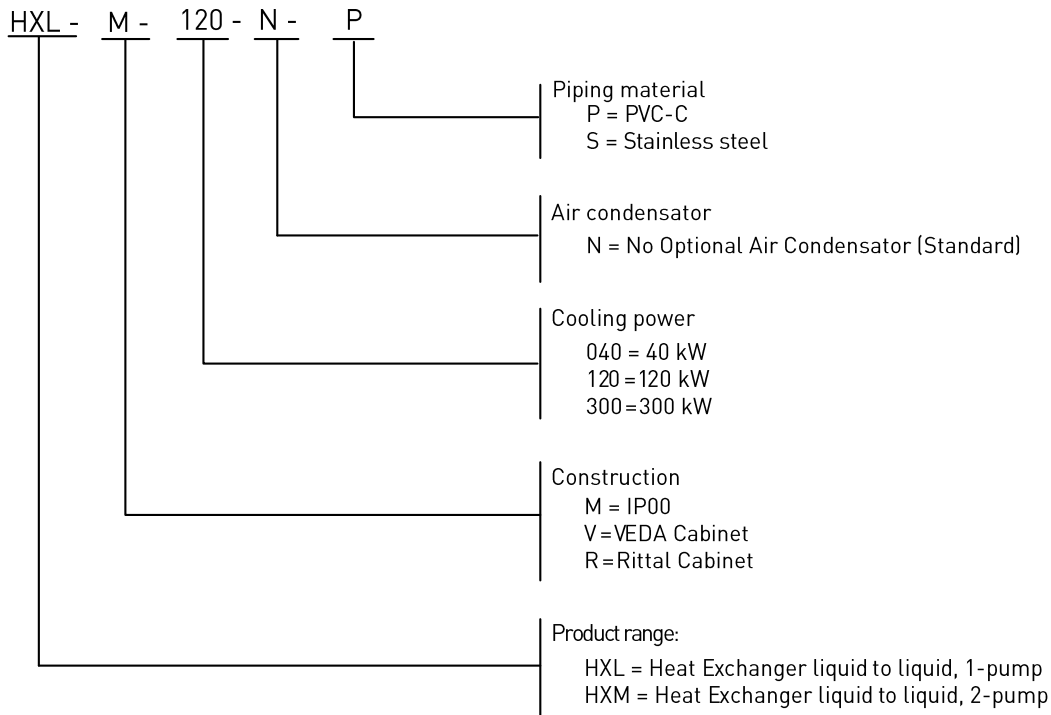 HXL - M - 120 - N - P
Piping material
P = PVC-C
S = Stainless steel
Air condensator
N = No Optional Air Condensator (Standard)
Cooling power
040 = 40 kW
120 =120 kW
300=300 kW
Construction
M = IP00
V=VEDA Cabinet
R=Rittal Cabinet
Product range:
HXL = Heat Exchanger liquid to liquid, 1-pump
HXM = Heat Exchanger liquid to liquid, 2-pump